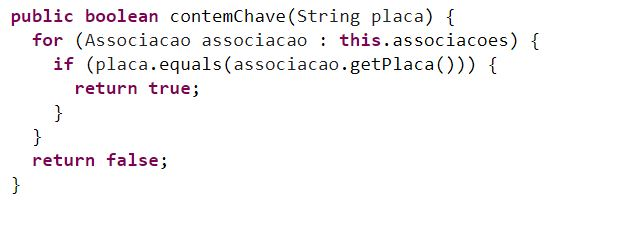 public boolean contemChave(String placa) {
  for (Associacao associacao : this.associacoes) {
    if (placa.equals(associacao.getPlaca())) {
      return true;
    }
  }
  return false;
}